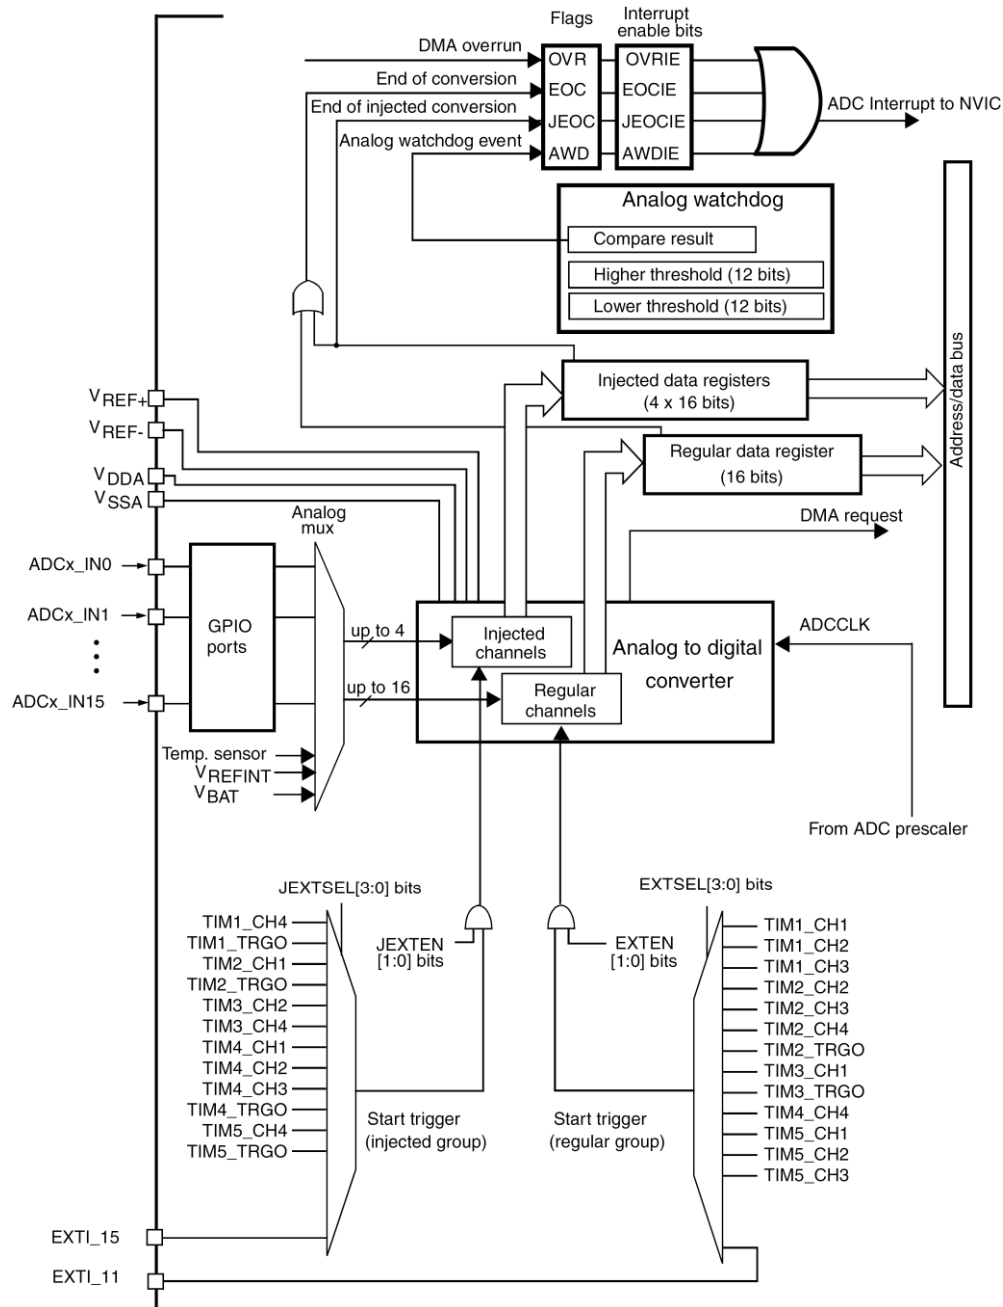 Flags
Interrupt
enable bits
DMA overrun
OVR
OVRIE
End of conversion
EOC
EOCIE
End of injected conversion
JEOC
JEOCIE
ADC Interrupt to NVIC
Analog watchdog event
AWD
AWDIE
Analog watchdog
Compare result
Higher threshold (12 bits)
Lower threshold (12 bits)
Address/data bus
Injected data registers
(4 x 16 bits)
Regular data register
(16 bits)
VREF+
VREF-
VDDA
VSSA
Analog
mux
DMA request
ADCx_IN0
ADCx_IN1
ADCx_IN15
GPIO
ports
up to 4
up to 16
Injected
channels
Regular
channels
Analog to digital
converter
ADCCLK
Temp. sensor
VREFINT
VBAT
From ADC prescaler
JEXTSEL[3:0] bits
EXTSEL[3:0] bits
TIM1_CH4
TIM1_TRGO
TIM2_CH1
TIM2_TRGO
TIM3_CH2
TIM3_CH4
TIM4_CH1
TIM4_CH2
TIM4_CH3
TIM4_TRGO
TIM5_CH4
TIM5_TRGO
JEXTEN
[1:0] bits
EXTEN
[1:0] bits
Start trigger
(injected group)
Start trigger
(regular group)
TIM1_CH1
TIM1_CH2
TIM1_CH3
TIM2_CH2
TIM2_CH3
TIM2_CH4
TIM2_TRGO
TIM3_CH1
TIM3_TRGO
TIM4_CH4
TIM5_CH1
TIM5_CH2
TIM5_CH3
EXTI_15
EXTI_11